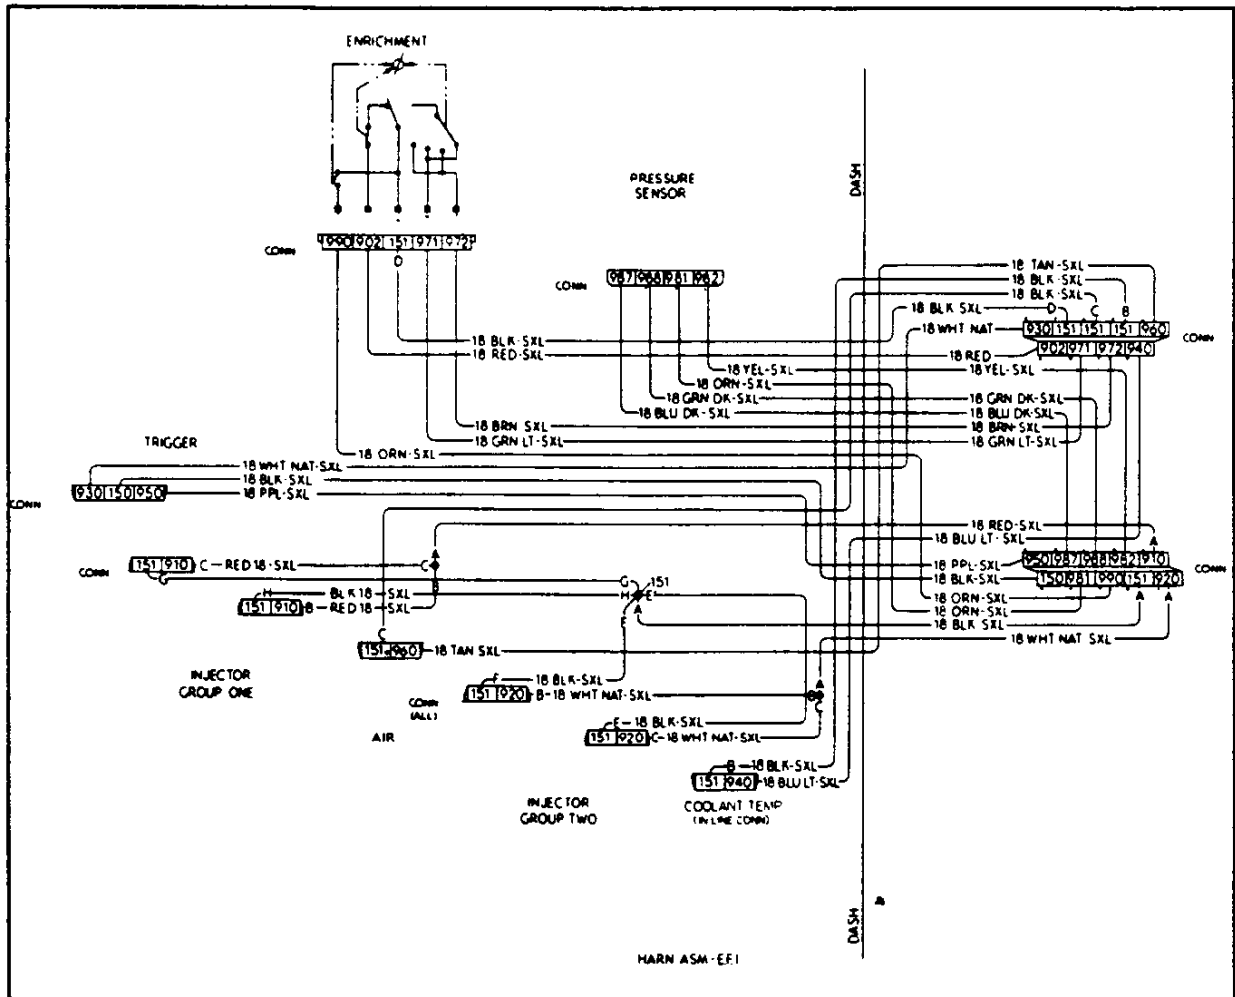 ENRICHMENT
DASH
PRESSURE
SENSOR
CONN
990 902 151 971 972
D
CONN
987 988 981 982
18 TAN-SXL
18 BLK-SXL
18 BLK-SXL
18 BLK SXL
D
C
B
18 WHT NAT
930 151 151 151 960
CONN
902 971 972 940
18 BLK-SXL
18 RED-SXL
18 RED
18 YEL-SXL
18 YEL-SXL
18 ORN-SXL
18 GRN DK-SXL
18 GRN DK-SXL
18 BLU DK-SXL
18 BLU DK-SXL
18 BRN SXL
18 BRN-SXL
18 GRN LT-SXL
18 GRN LT-SXL
TRIGGER
18 ORN-SXL
18 WHT NAT-SXL
18 BLK-SXL
18 PPL-SXL
930 150 950
CONN
18 RED-SXL
18 BLU LT-SXL
A
A
950 987 988 982 910
CONN
150 981 990 151 920
151 910
C-RED 18-SXL
C
CONN
G
18 PPL-SXL
18 BLK-SXL
G
151
H
BLK 18-SXL
B
H
E
151 910
B-RED 18-SXL
18 ORN-SXL
18 ORN-SXL
A
A
A
18 BLK SXL
F
18 WHT NAT SXL
C
151 960
18 TAN SXL
INJECTOR
GROUP ONE
F
18 BLK-SXL
A
151 920
B-18 WHT NAT-SXL
B
C
CONN
(ALL)
AIR
E-18 BLK-SXL
151 920
C-18 WHT NAT-SXL
B-18 BLK-SXL
151 940
18 BLU LT-SXL
INJECTOR
GROUP TWO
COOLANT TEMP
(IN LINE CONN)
DASH
HARN ASM-EFI